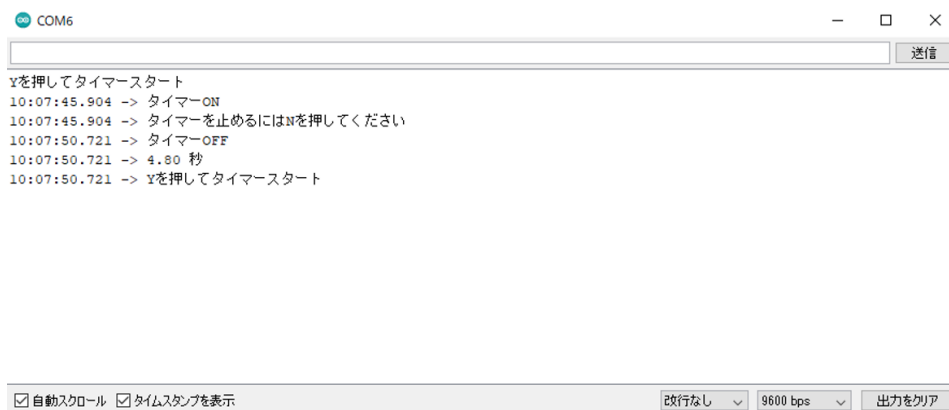 COM6
送信
Yを押してタイマースタート
10:07:45.904 -> タイマーON
10:07:45.904 -> タイマーを止めるにはNを押してください
10:07:50.721 -> タイマーOFF
10:07:50.721 -> 4.80 秒
10:07:50.721 -> Yを押してタイマースタート
自動スクロール タイムスタンプを表示 改行なし 9600 bps 出力をクリア